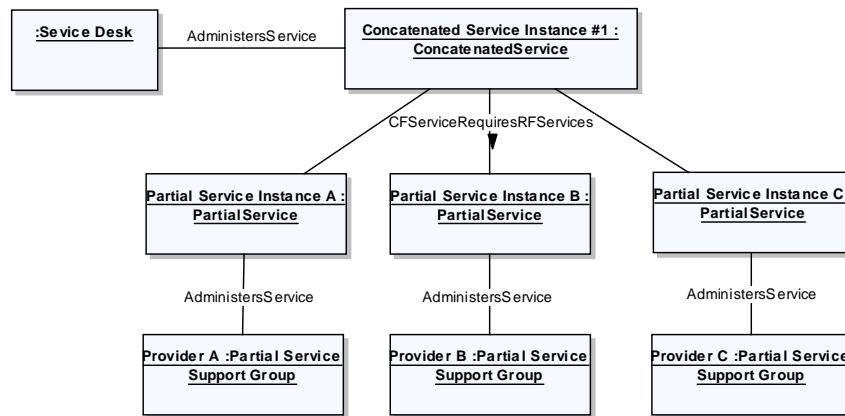 :Sevice Desk
AdministersService
Concatenated Service Instance #1 :
ConcatenatedService
CFServiceRequiresRFServices
Partial Service Instance A :
PartialService
Partial Service Instance B :
PartialService
Partial Service Instance C
PartialService
AdministersService
AdministersService
AdministersService
Provider A :Partial Service
Support Group
Provider B :Partial Service
Support Group
Provider C :Partial Service
Support Group